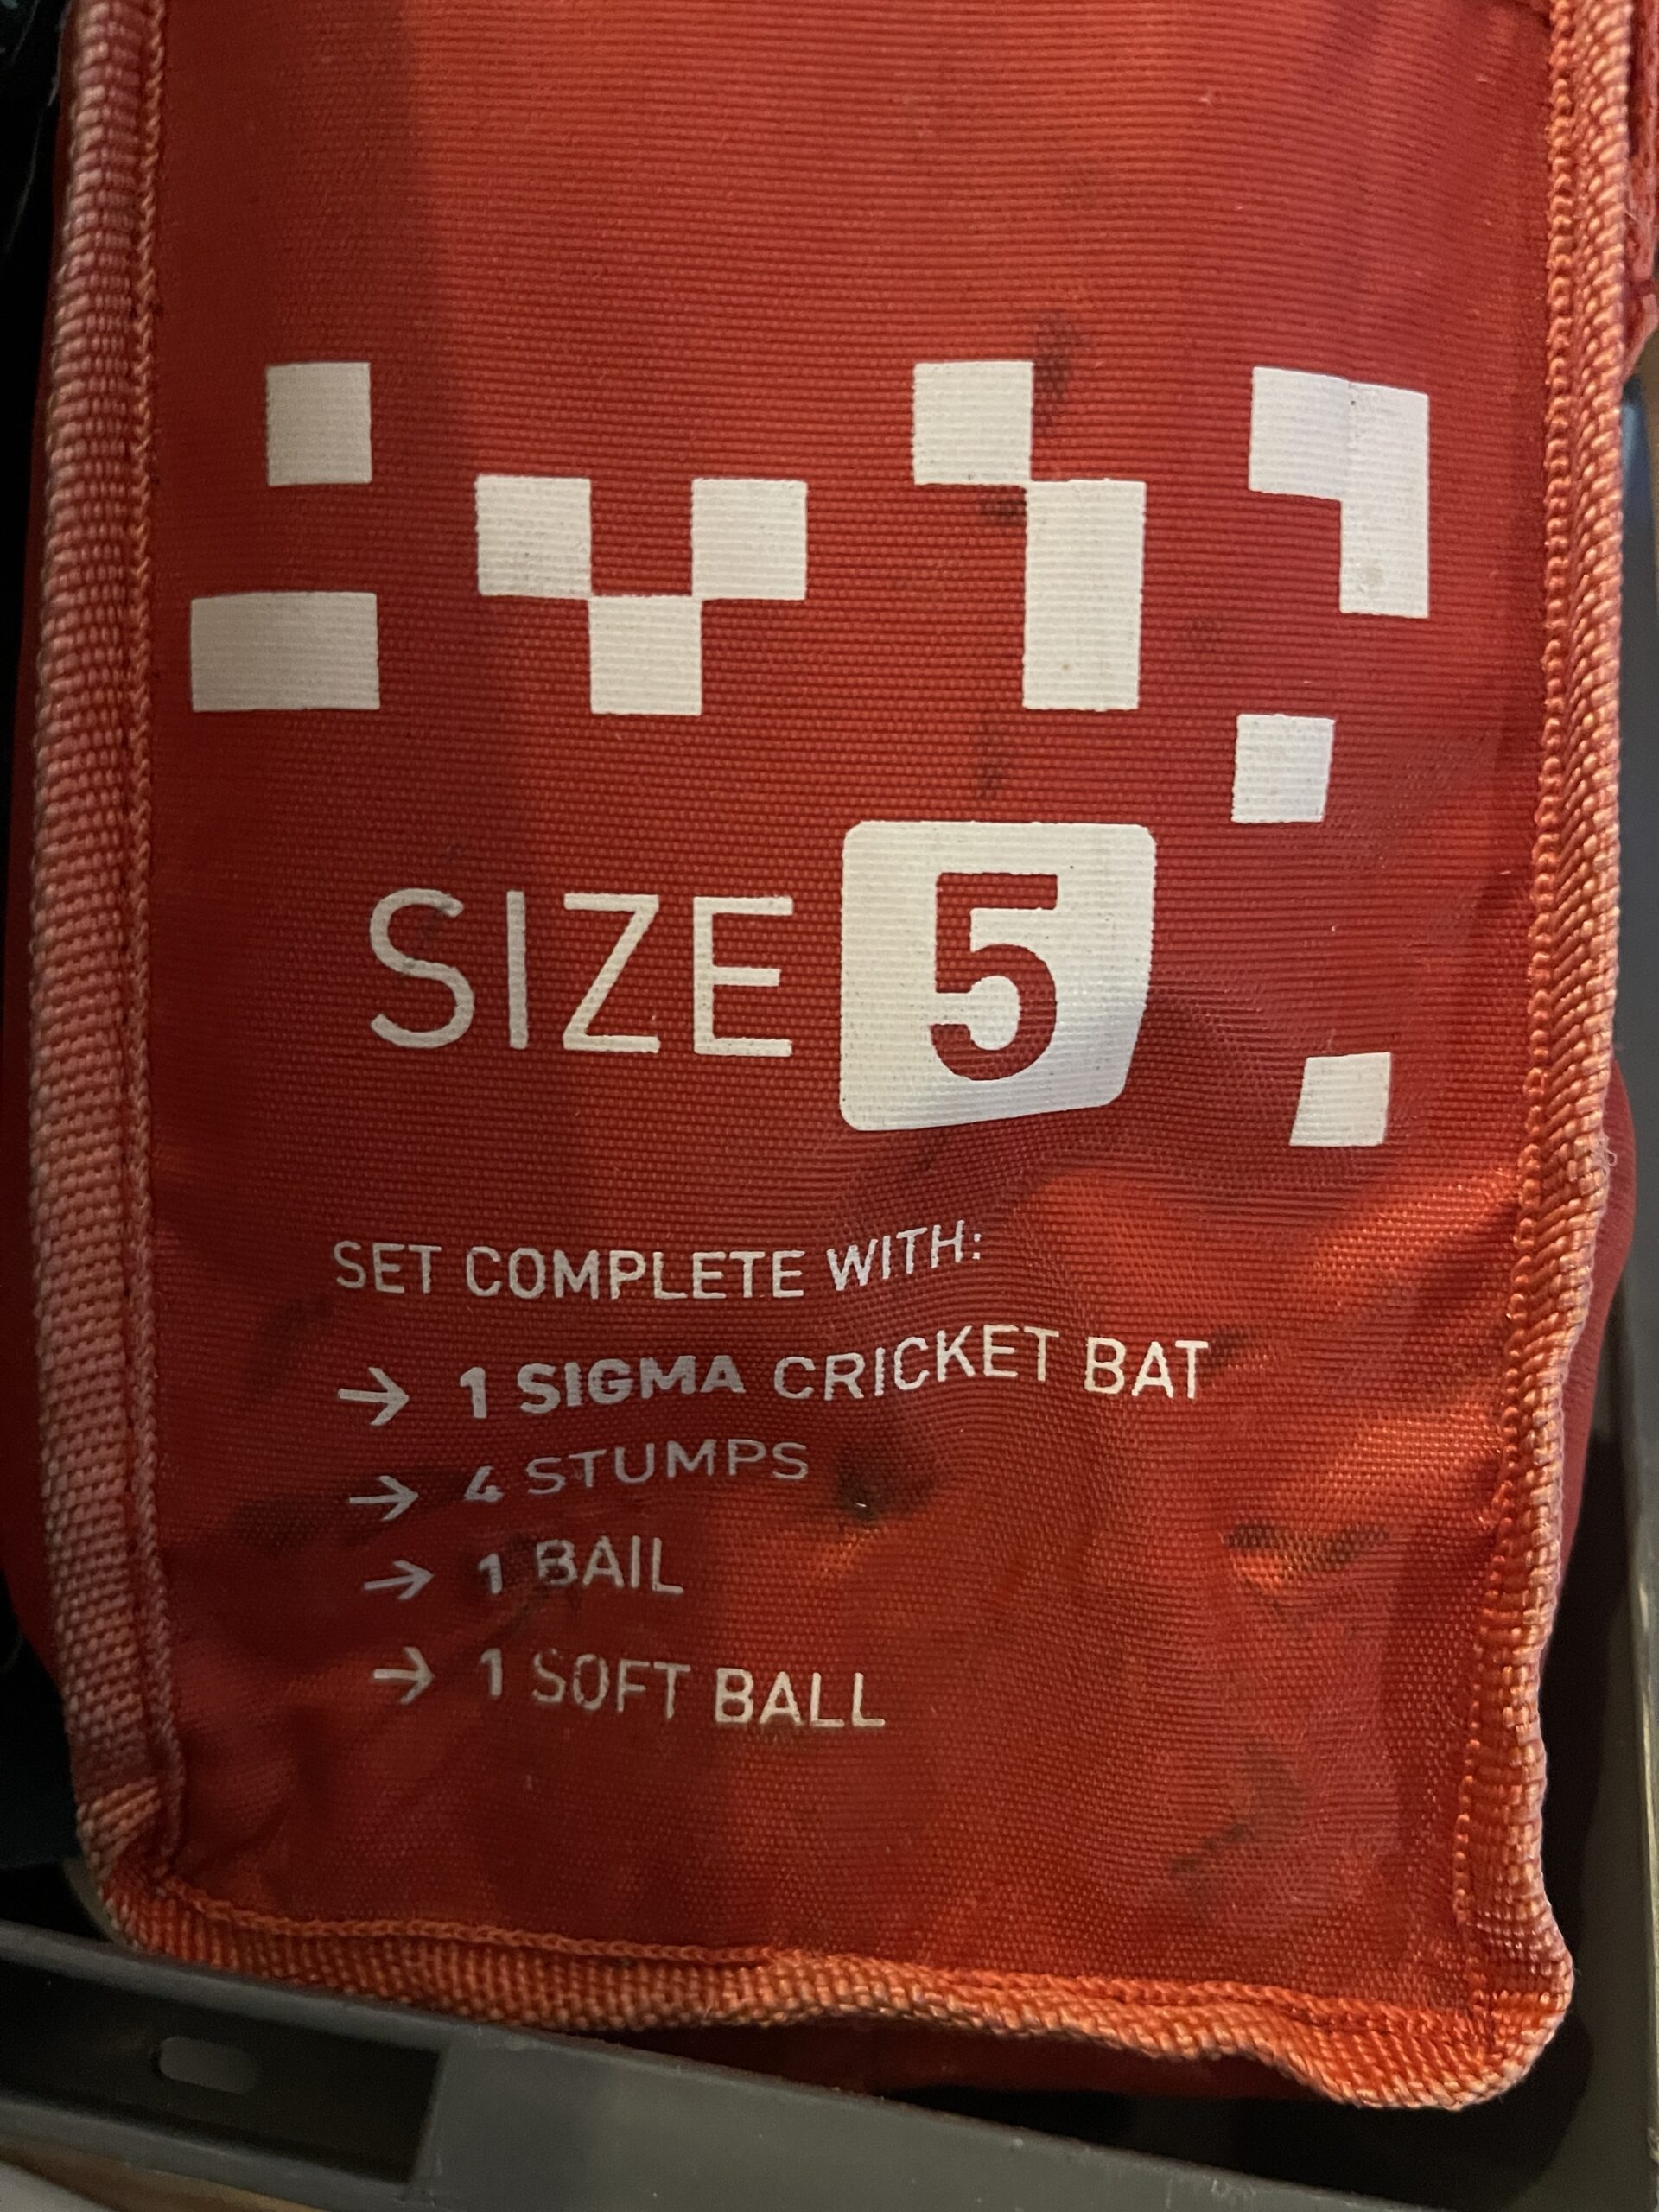 SIZE 5
SET COMPLETE WITH:
→ 1 SIGMA CRICKET BAT
→ 4 STUMPS
→ 1 BAIL
→ 1 SOFT BALL